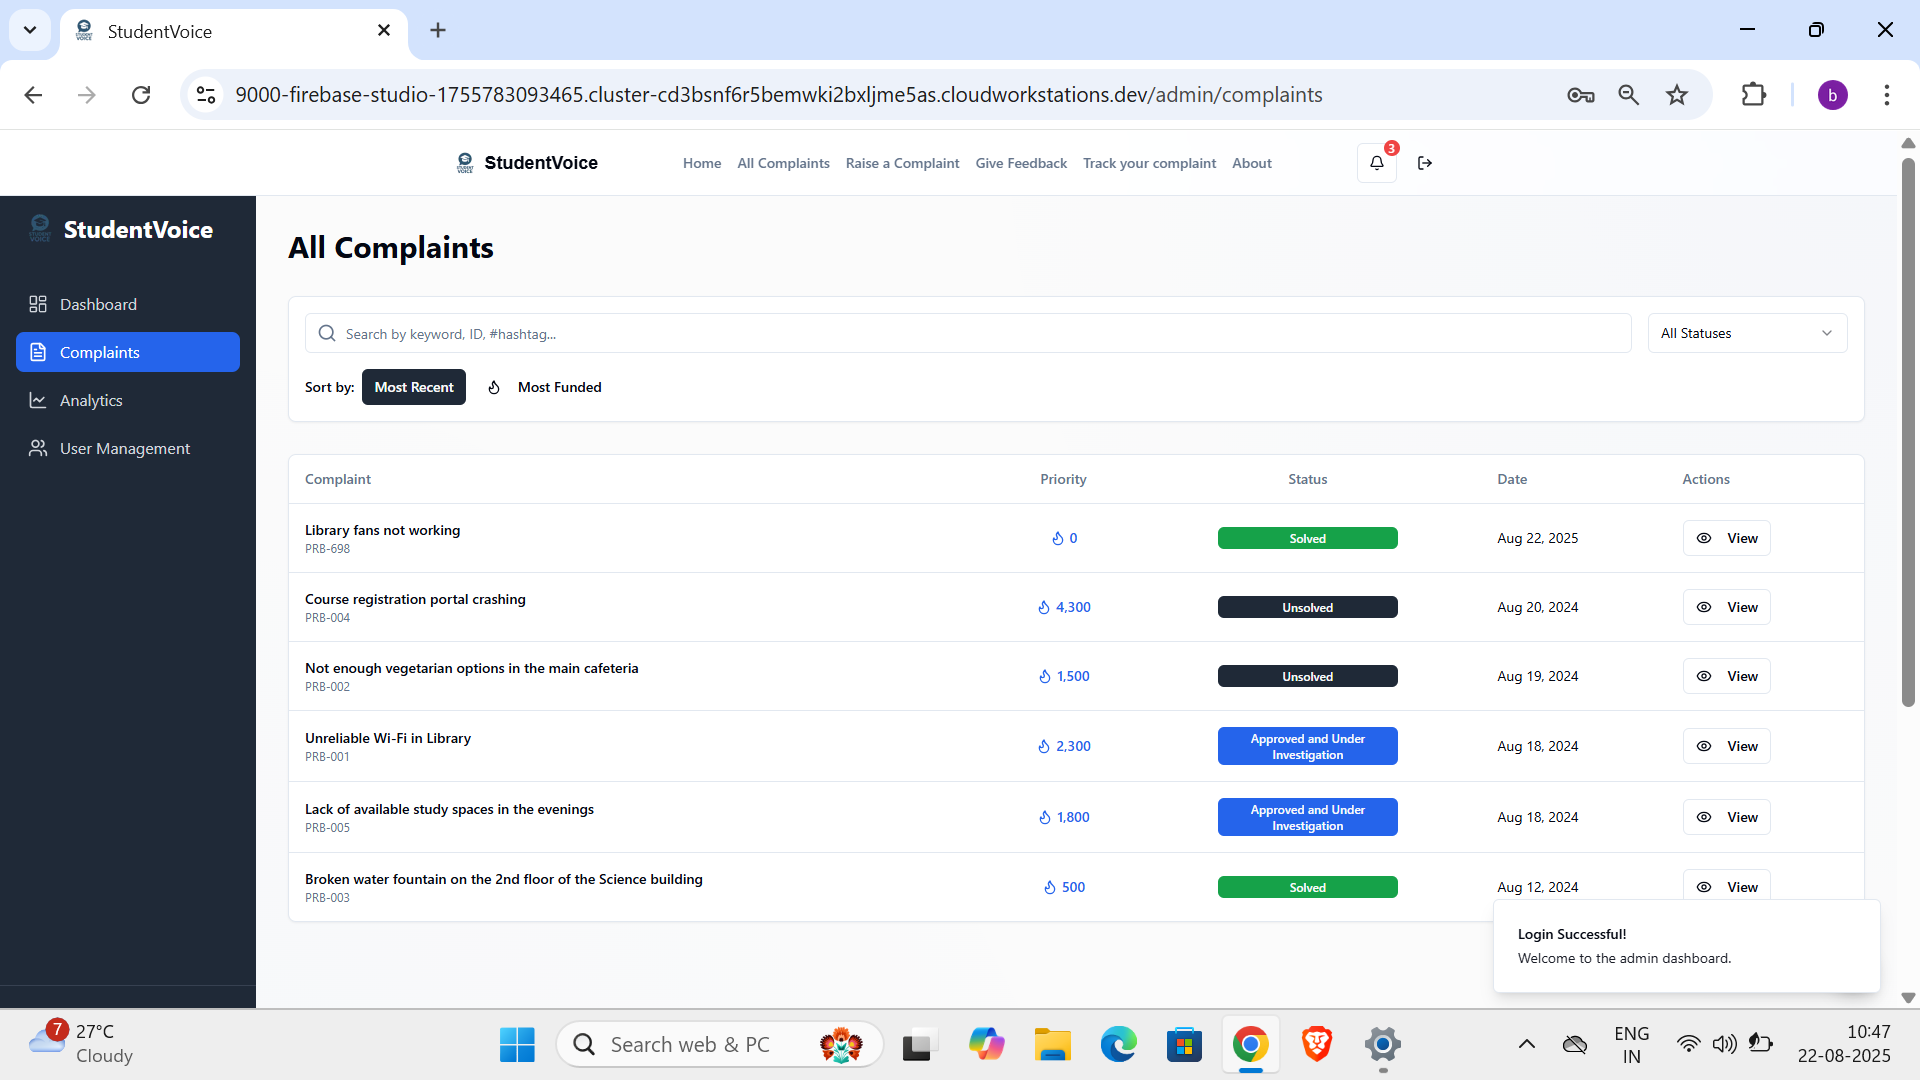 StudentVoice
9000-firebase-studio-1755783093465.cluster-cd3bsnf6r5bemwki2bxljme5as.cloudworkstations.dev/admin/complaints
b
StudentVoice
Home All Complaints Raise a Complaint Give Feedback Track your complaint About
3
StudentVoice
Dashboard
Complaints
Analytics
User Management
All Complaints
Search by keyword, ID, #hashtag...
All Statuses
Sort by: Most Recent Most Funded
Complaint Priority Status Date Actions
Library fans not working
PRB-698
0 Solved Aug 22, 2025 View
Course registration portal crashing
PRB-004
4,300 Unsolved Aug 20, 2024 View
Not enough vegetarian options in the main cafeteria
PRB-002
1,500 Unsolved Aug 19, 2024 View
Unreliable Wi-Fi in Library
PRB-001
2,300 Approved and Under
Investigation
Aug 18, 2024 View
Lack of available study spaces in the evenings
PRB-005
1,800 Approved and Under
Investigation
Aug 18, 2024 View
Broken water fountain on the 2nd floor of the Science building
PRB-003
500 Solved Aug 12, 2024 View
Login Successful!
Welcome to the admin dashboard.
7
27°C
Cloudy
Search web & PC
ENG
IN
10:47
22-08-2025